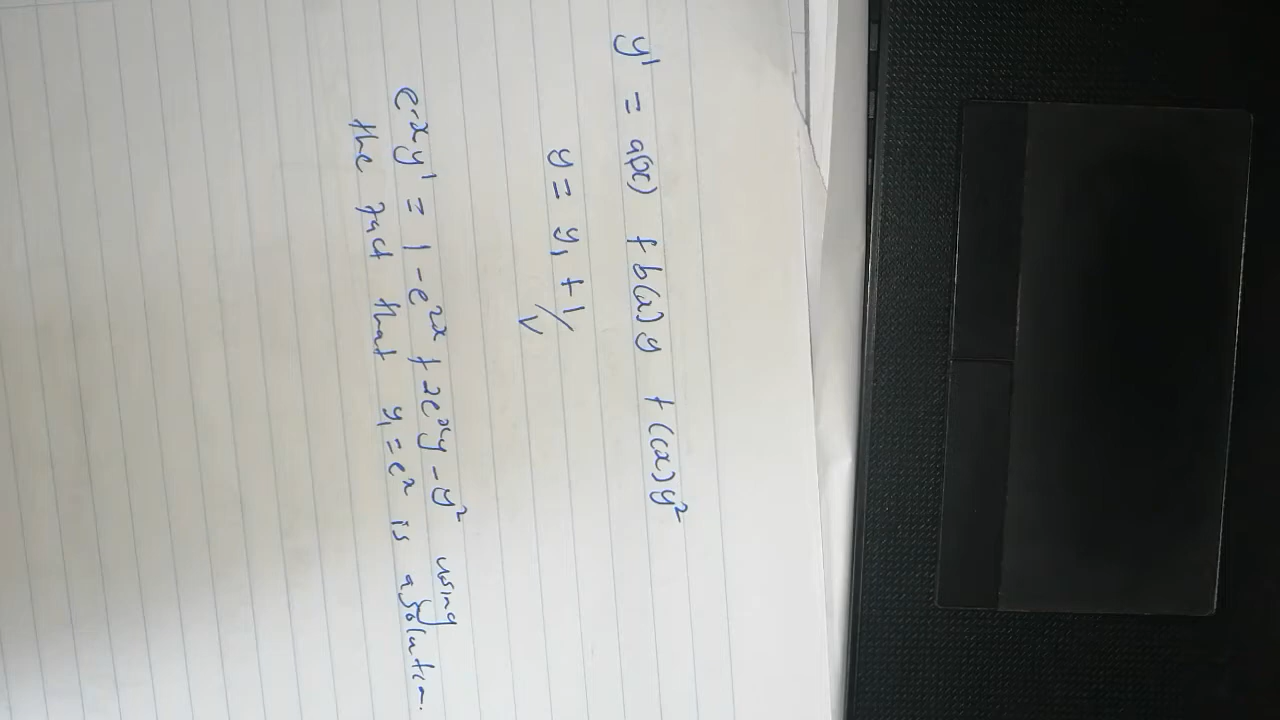 y' = a(x) + b(x) y + c(x) y²
y = y₁ + 1/v
e^-x y' = 1 - e^2x + 2e^x y - y² using
the fact that y₁ = e^x is a solution.